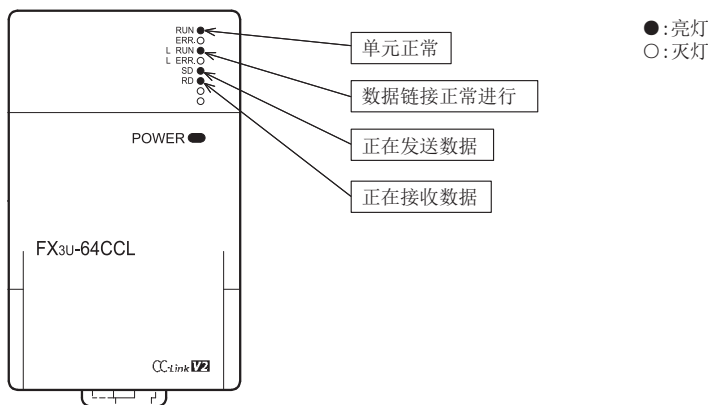 RUN
ERR.
L RUN
L ERR.
SD
RD
单元正常
数据链接正常进行
正在发送数据
正在接收数据
●:亮灯
○:灭灯
POWER
FX3U-64CCL
CC-Link V2